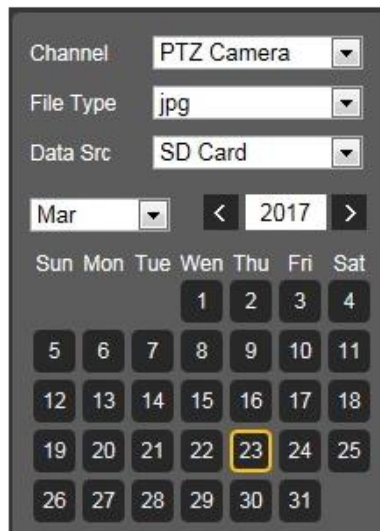 Channel PTZ Camera
File Type jpg
Data Src SD Card
Mar < 2017 >
Sun Mon Tue Wen Thu Fri Sat
1 2 3 4
5 6 7 8 9 10 11
12 13 14 15 16 17 18
19 20 21 22 23 24 25
26 27 28 29 30 31